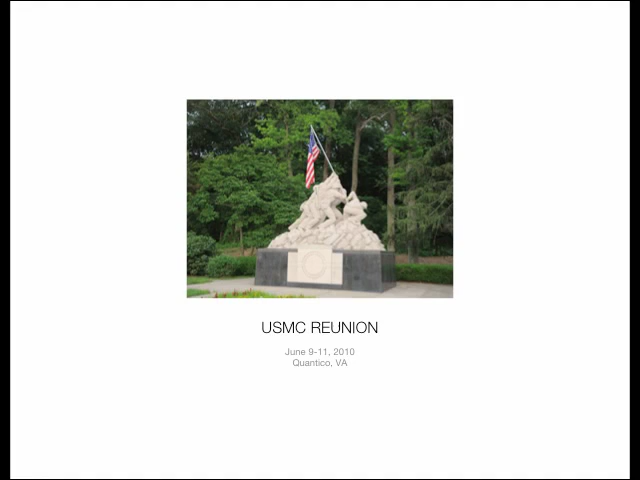 USMC REUNION
June 9-11, 2010
Quantico, VA